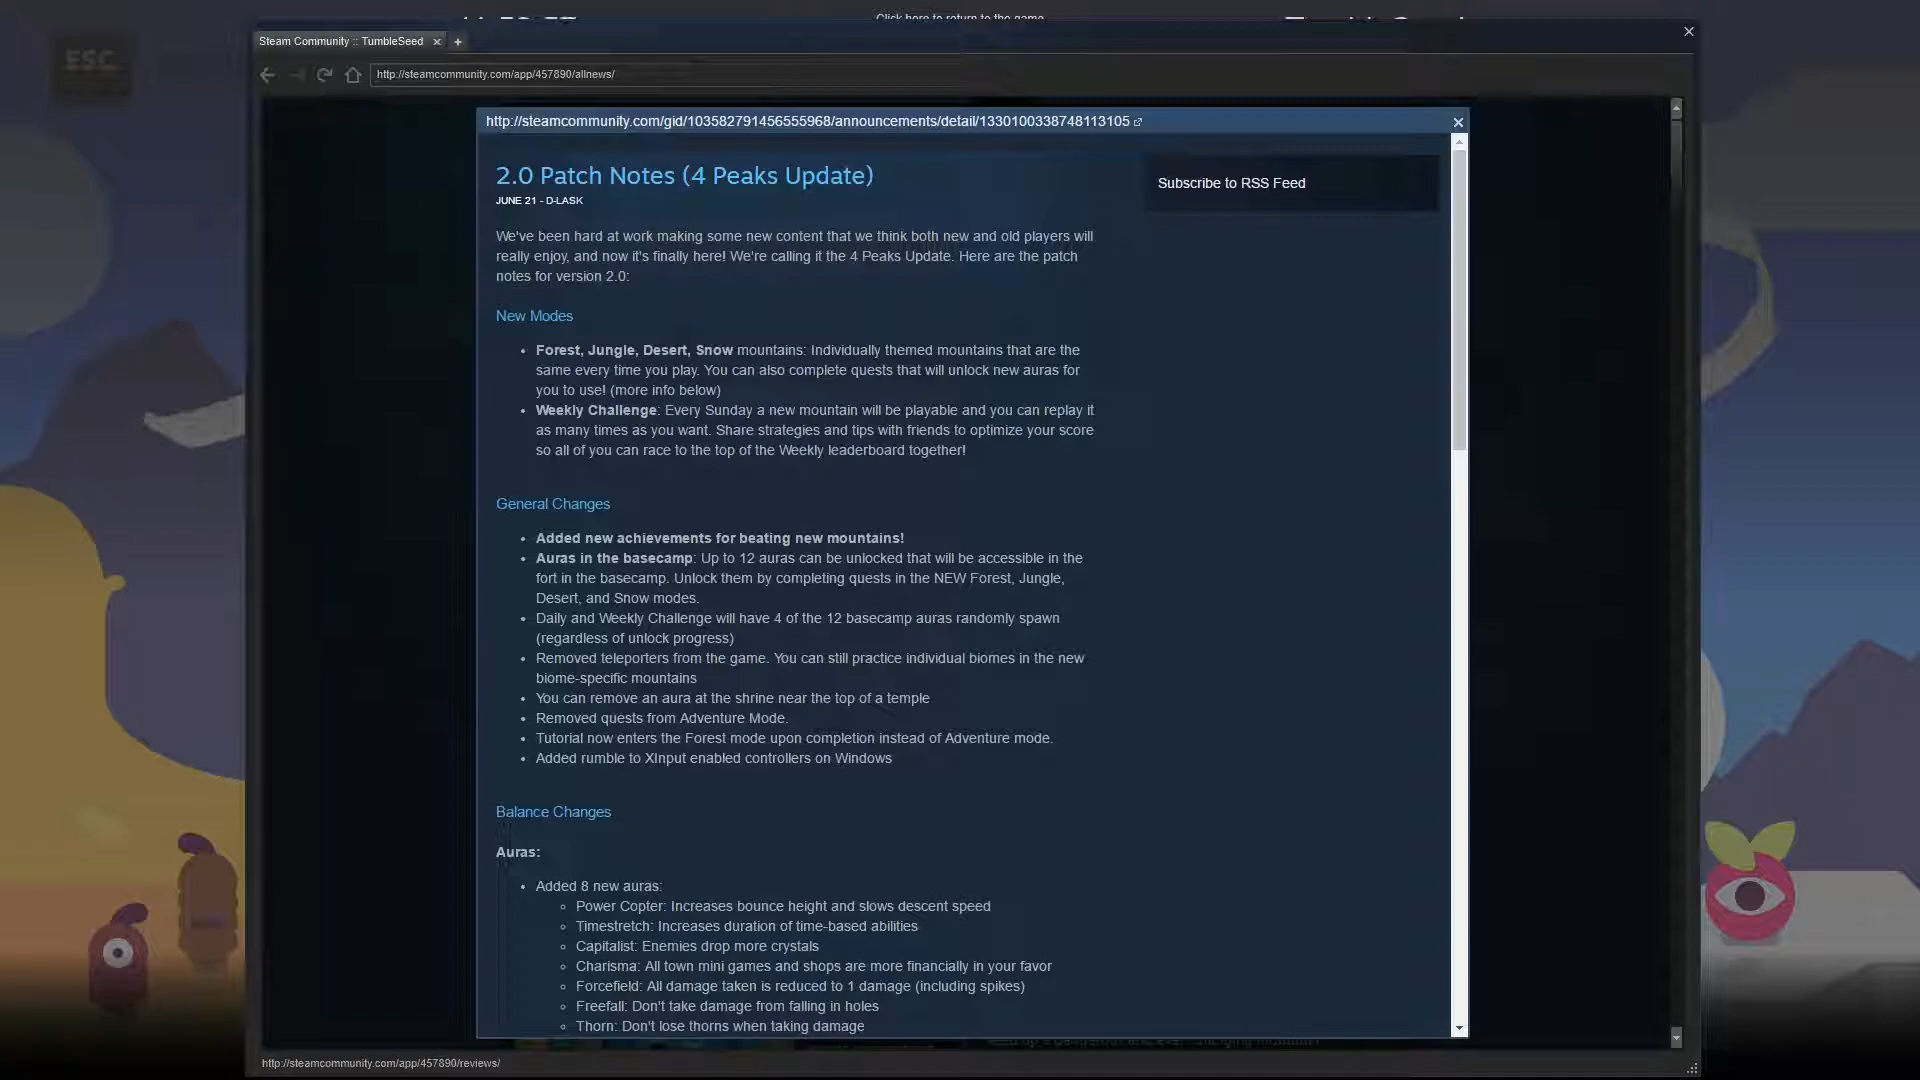 Click here to return to the game
ESC
Steam Community :: TumbleSeed
http://steamcommunity.com/app/457890/allnews/
http://steamcommunity.com/gid/103582791456555968/announcements/detail/1330100338748113105
2.0 Patch Notes (4 Peaks Update)
JUNE 21 - D-LASK
Subscribe to RSS Feed
We've been hard at work making some new content that we think both new and old players will
really enjoy, and now it's finally here! We're calling it the 4 Peaks Update. Here are the patch
notes for version 2.0:
New Modes
• Forest, Jungle, Desert, Snow mountains: Individually themed mountains that are the
same every time you play. You can also complete quests that will unlock new auras for
you to use! (more info below)
• Weekly Challenge: Every Sunday a new mountain will be playable and you can replay it
as many times as you want. Share strategies and tips with friends to optimize your score
so all of you can race to the top of the Weekly leaderboard together!
General Changes
• Added new achievements for beating new mountains!
• Auras in the basecamp: Up to 12 auras can be unlocked that will be accessible in the
fort in the basecamp. Unlock them by completing quests in the NEW Forest, Jungle,
Desert, and Snow modes.
• Daily and Weekly Challenge will have 4 of the 12 basecamp auras randomly spawn
(regardless of unlock progress)
• Removed teleporters from the game. You can still practice individual biomes in the new
biome-specific mountains
• You can remove an aura at the shrine near the top of a temple
• Removed quests from Adventure Mode.
• Tutorial now enters the Forest mode upon completion instead of Adventure mode.
• Added rumble to XInput enabled controllers on Windows
Balance Changes
Auras:
• Added 8 new auras:
◦ Power Copter: Increases bounce height and slows descent speed
◦ Timestretch: Increases duration of time-based abilities
◦ Capitalist: Enemies drop more crystals
◦ Charisma: All town mini games and shops are more financially in your favor
◦ Forcefield: All damage taken is reduced to 1 damage (including spikes)
◦ Freefall: Don't take damage from falling in holes
◦ Thorn: Don't lose thorns when taking damage
http://steamcommunity.com/app/457890/reviews/